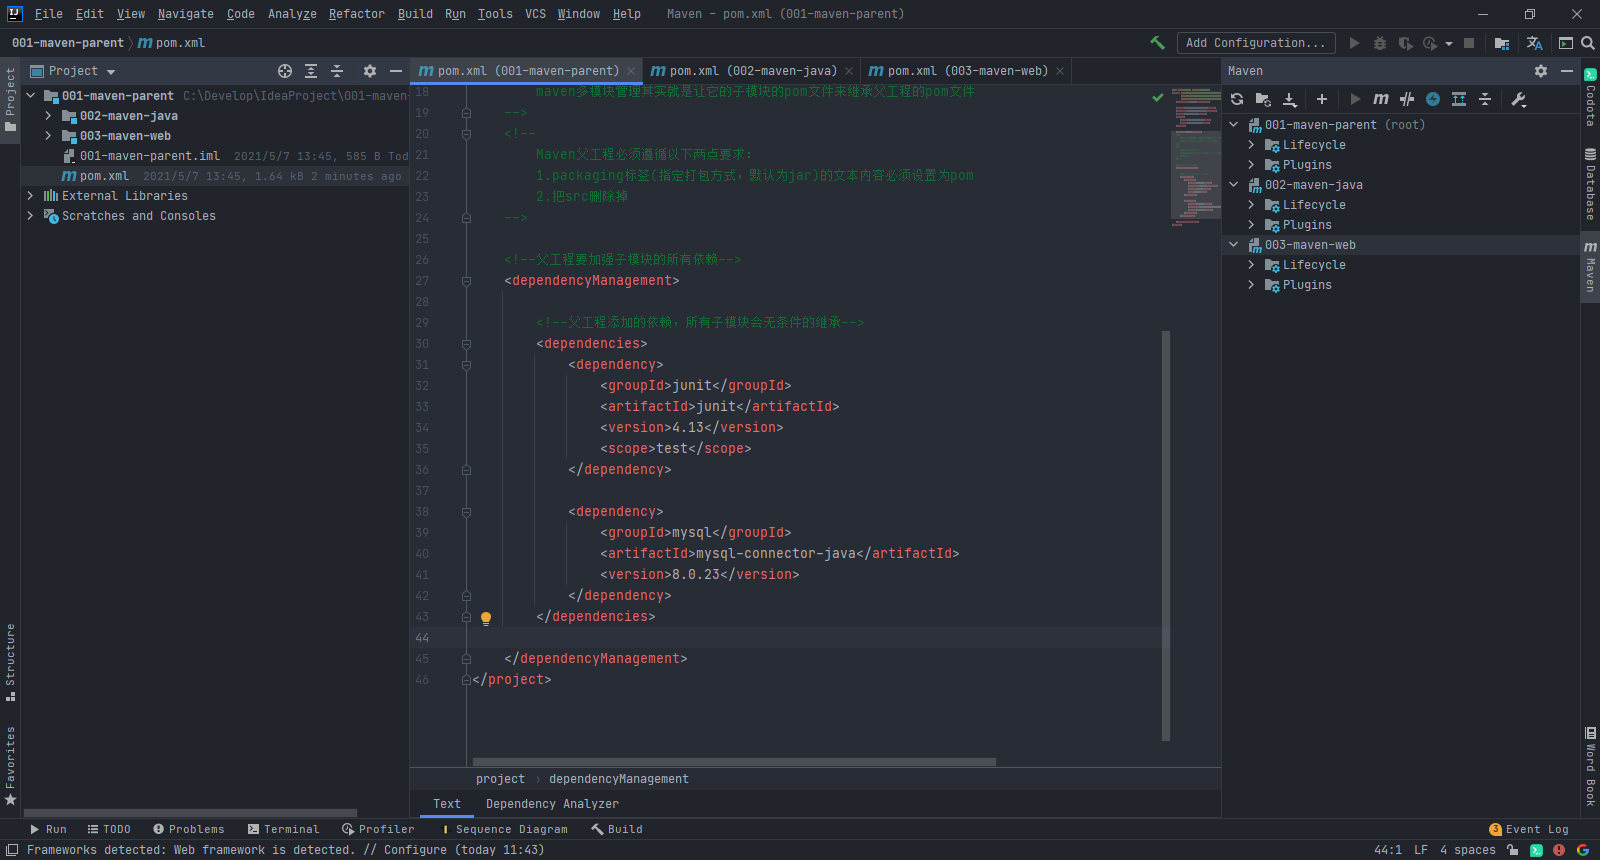 File Edit View Navigate Code Analyze Refactor Build Run Tools VCS Window Help Maven - pom.xml (001-maven-parent)
001-maven-parent pom.xml
Add Configuration...
Project
pom.xml (001-maven-parent)
pom.xml (002-maven-java)
pom.xml (003-maven-web)
Maven
001-maven-parent C:\Develop\IdeaProject\001-maven
002-maven-java
003-maven-web
001-maven-parent.iml 2021/5/7 13:45, 585 B Tod
pom.xml 2021/5/7 13:45, 1.64 kB 2 minutes ago
External Libraries
Scratches and Consoles
18 maven多模块管理其实就是让它的子模块的pom文件来继承父工程的pom文件
19 -->
20 <!--
21 Maven父工程必须遵循以下两点要求:
22 1.packaging标签(指定打包方式,默认为jar)的文本内容必须设置为pom
23 2.把src删除掉
24 -->
25
26 <!--父工程要加强子模块的所有依赖-->
27 <dependencyManagement>
28
29 <!--父工程添加的依赖,所有子模块会无条件的继承-->
30 <dependencies>
31 <dependency>
32 <groupId>junit</groupId>
33 <artifactId>junit</artifactId>
34 <version>4.13</version>
35 <scope>test</scope>
36 </dependency>
37
38 <dependency>
39 <groupId>mysql</groupId>
40 <artifactId>mysql-connector-java</artifactId>
41 <version>8.0.23</version>
42 </dependency>
43 </dependencies>
44
45 </dependencyManagement>
46 </project>
project › dependencyManagement
Text Dependency Analyzer
001-maven-parent (root)
Lifecycle
Plugins
002-maven-java
Lifecycle
Plugins
003-maven-web
Lifecycle
Plugins
Project
Structure
Favorites
Codota
Database
Maven
Word Book
Run TODO Problems Terminal Profiler Sequence Diagram Build
3 Event Log
Frameworks detected: Web framework is detected. // Configure (today 11:43)
44:1 LF 4 spaces